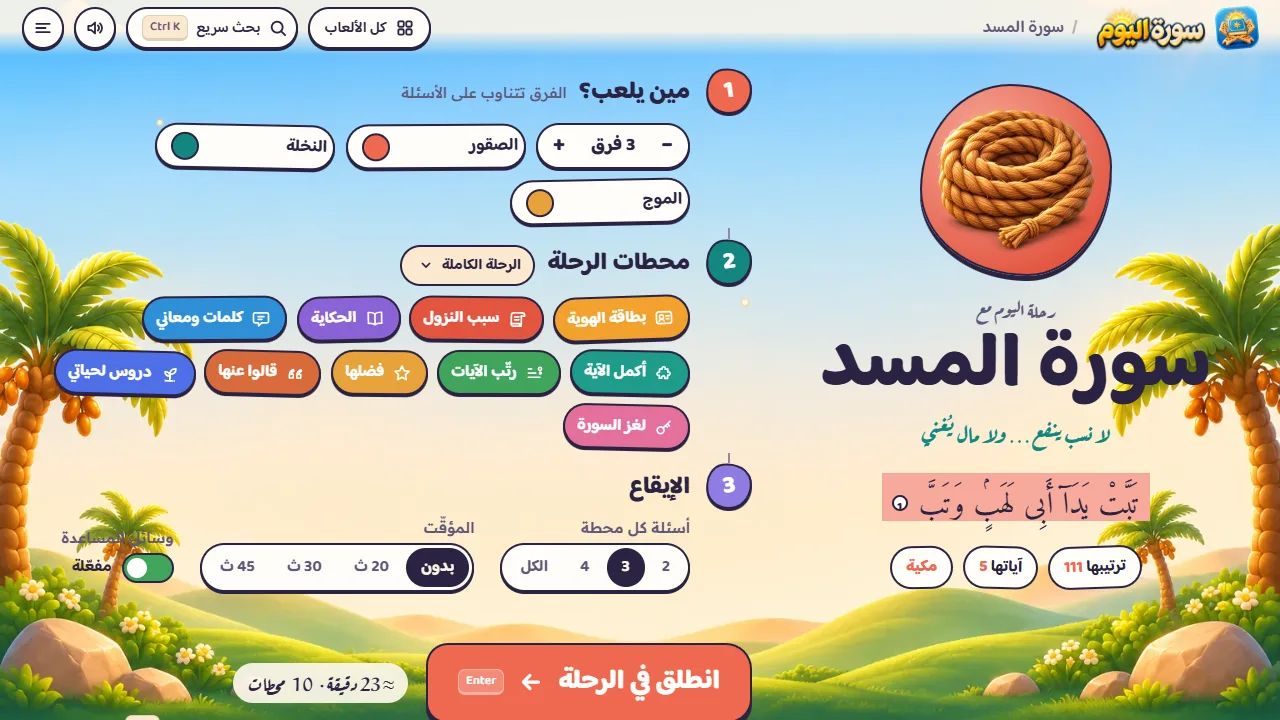 سورة اليوم / سورة المسد
كل الألعاب
بحث سريع Ctrl K
رحلة اليوم مع
سورة المسد
لا نسب ينفع... ولا مال يُغني
تَبَّتْ يَدَآ أَبِى لَهَبٍۢ وَتَبَّ ١
ترتيبها 111
آياتها 5
مكية
1 مين يلعب؟ الفرق تتناوب على الأسئلة
− 3 فرق +
الصقور
النخلة
الموج
2 محطات الرحلة الرحلة الكاملة
بطاقة الهوية
سبب النزول
الحكاية
كلمات ومعاني
أكمل الآية
رتّب الآيات
فضلها
قالوا عنها
دروس لحياتي
لغز السورة
3 الإيقاع
أسئلة كل محطة
2 3 4 الكل
المؤقّت
بدون 20 ث 30 ث 45 ث
وسائل المساعدة
مفعّلة
انطلق في الرحلة Enter
≈23 دقيقة · 10 محطات